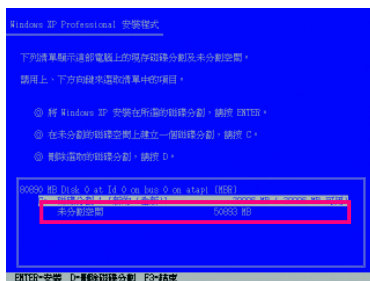 Windows XP Professional 安裝程式
下列清單顯示這部電腦上的現存磁碟分割及未分割空間。
請用上、下方向鍵來選取清單中的項目。
◎ 將 Windows XP 安裝在所選的磁碟分割，請按 ENTER。
◎ 在未分割的磁碟空間上建立一個磁碟分割，請按 C。
◎ 刪除選取的磁碟分割，請按 D。
80890 MB Disk 0 at Id 0 on bus 0 on atapi [MBR]
未分割空間 50893 MB
ENTER=安裝 D=刪除磁碟分割 F3=結束